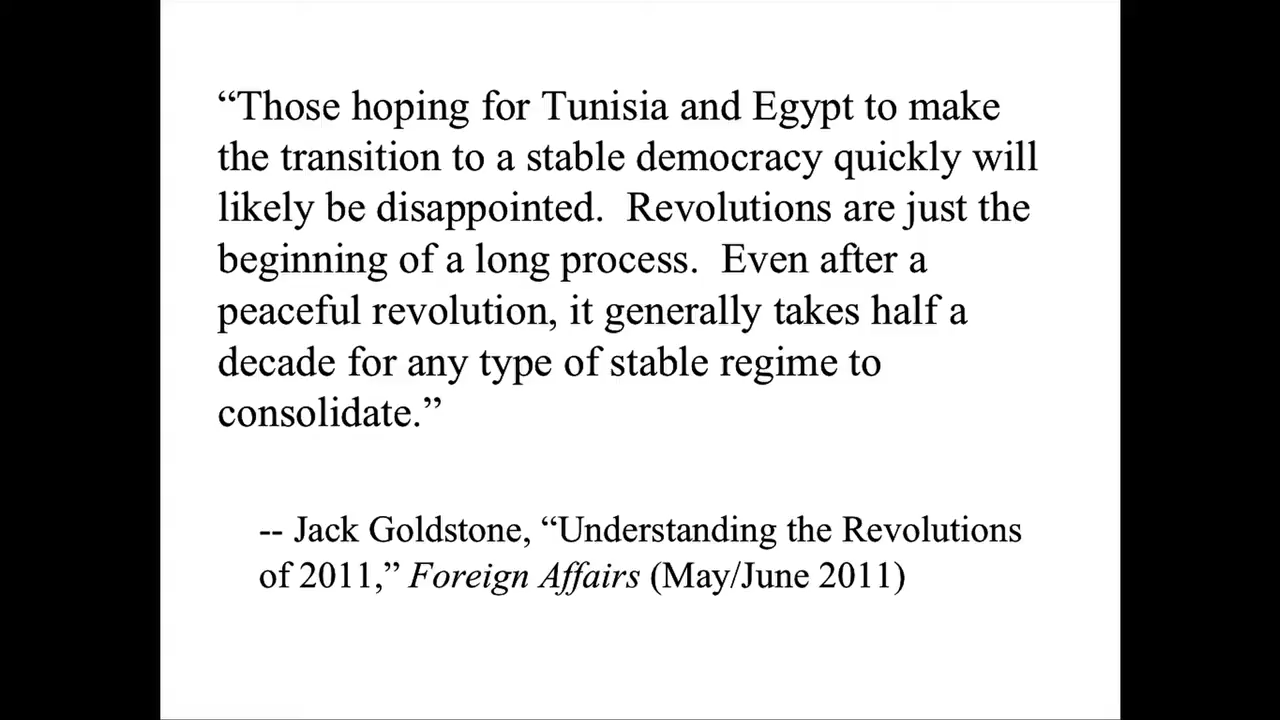 “Those hoping for Tunisia and Egypt to make
the transition to a stable democracy quickly will
likely be disappointed.  Revolutions are just the
beginning of a long process.  Even after a
peaceful revolution, it generally takes half a
decade for any type of stable regime to
consolidate.”
-- Jack Goldstone, “Understanding the Revolutions
of 2011,” Foreign Affairs (May/June 2011)